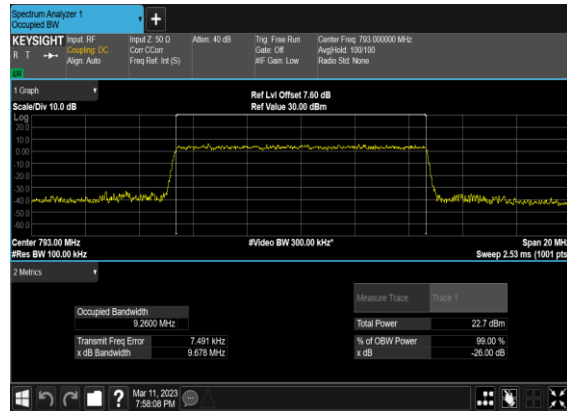 Spectrum Analyzer 1
Occupied BW
+
KEYSIGHT Input: RF Input Z: 50 Ω Atten: 40 dB Trig: Free Run Center Freq: 793.000000 MHz
R T Coupling: DC Corr CCorr Gate: Off Avg|Hold: 100/100
Align: Auto Freq Ref: Int (S) #IF Gain: Low Radio Std: None
1 Graph
Ref Lvl Offset 7.60 dB
Scale/Div 10.0 dB Ref Value 30.00 dBm
Log
20.0
10.0
0.00
-10.0
-20.0
-30.0
-40.0
-50.0
-60.0
Center 793.00 MHz #Video BW 300.00 kHz* Span 20 MHz
#Res BW 100.00 kHz Sweep 2.53 ms (1001 pts
2 Metrics
Measure Trace Trace 1
Occupied Bandwidth
9.2600 MHz Total Power 22.7 dBm
Transmit Freq Error 7.491 kHz % of OBW Power 99.00 %
x dB Bandwidth 9.678 MHz x dB -26.00 dB
? Mar 11, 2023
7:58:08 PM